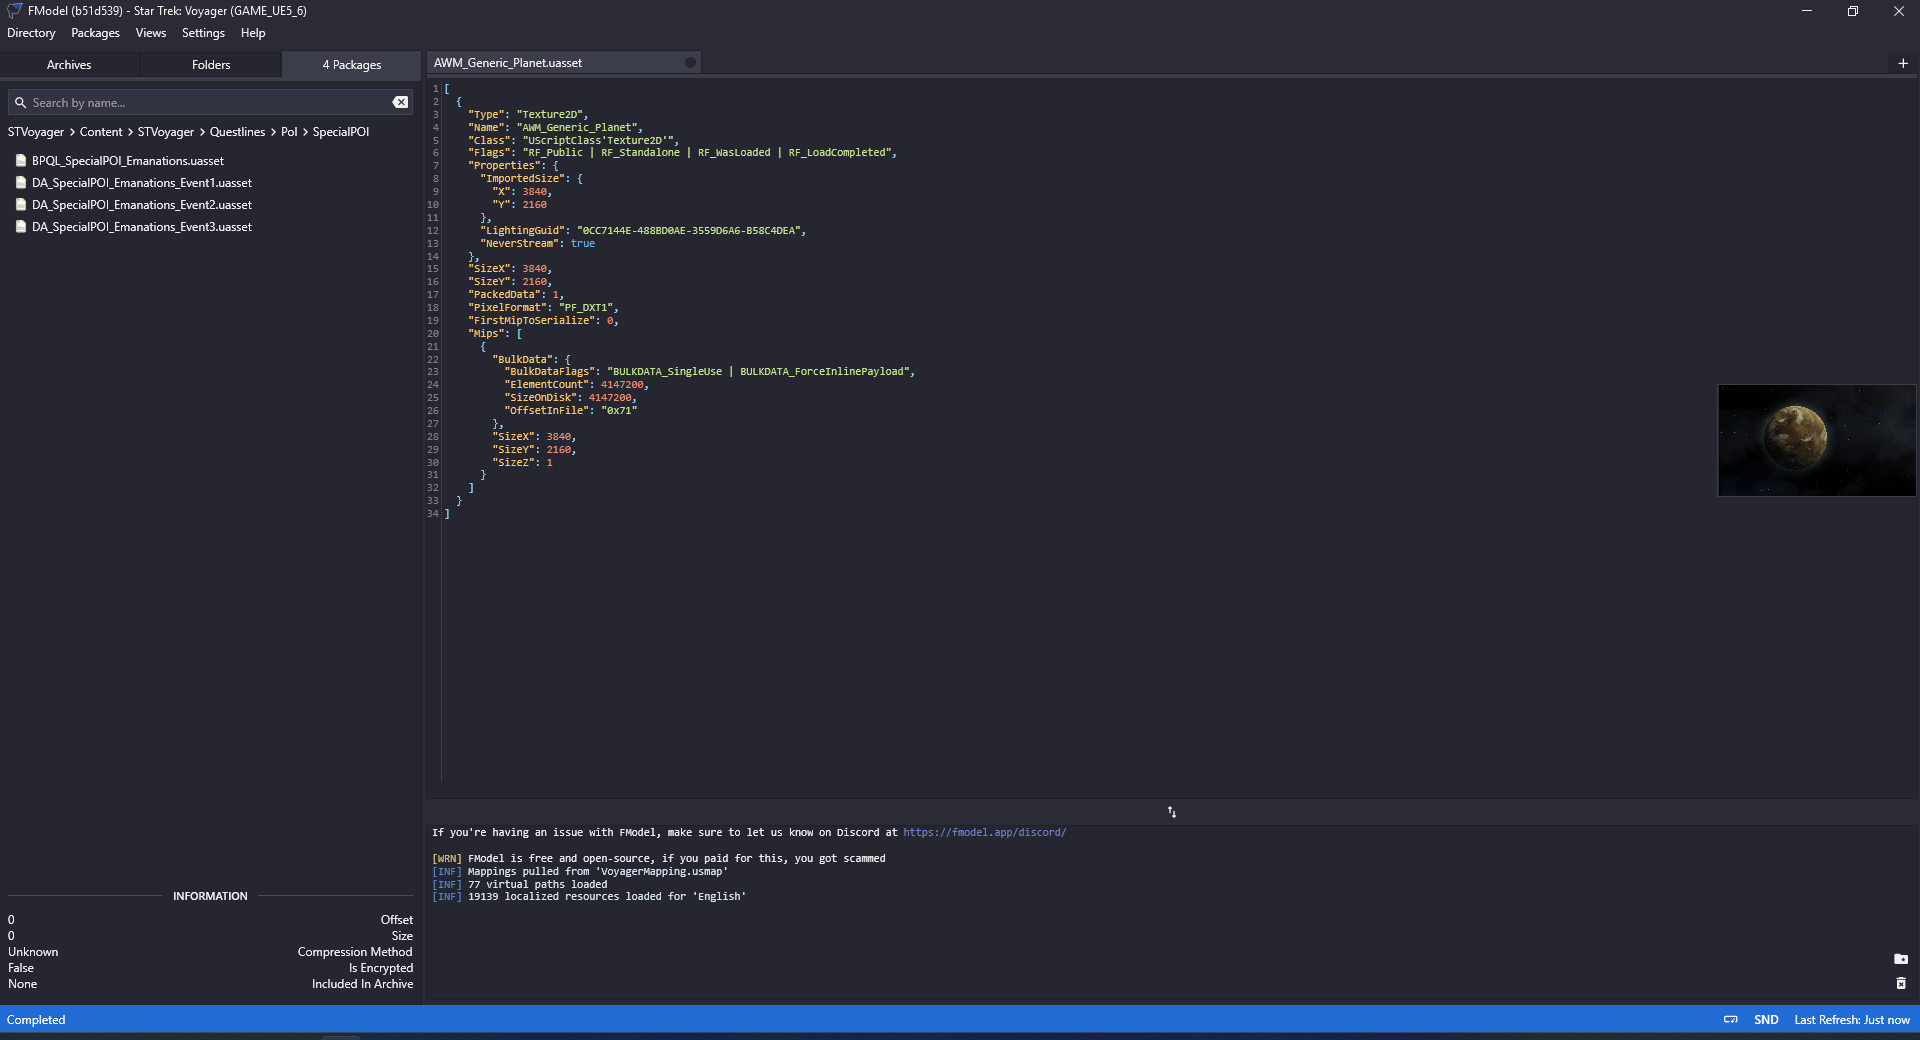 FModel (b51d539) - Star Trek: Voyager (GAME_UE5_6)
Directory Packages Views Settings Help
Archives Folders 4 Packages
Search by name...
STVoyager > Content > STVoyager > Questlines > PoI > SpecialPOI
BPQL_SpecialPOI_Emanations.uasset
DA_SpecialPOI_Emanations_Event1.uasset
DA_SpecialPOI_Emanations_Event2.uasset
DA_SpecialPOI_Emanations_Event3.uasset
INFORMATION
0 Offset
0 Size
Unknown Compression Method
False Is Encrypted
None Included In Archive
AWM_Generic_Planet.uasset
1 [
2 {
3 "Type": "Texture2D",
4 "Name": "AWM_Generic_Planet",
5 "Class": "UScriptClass'Texture2D'",
6 "Flags": "RF_Public | RF_Standalone | RF_WasLoaded | RF_LoadCompleted",
7 "Properties": {
8 "ImportedSize": {
9 "X": 3840,
10 "Y": 2160
11 },
12 "LightingGuid": "0CC7144E-488BD0AE-3559D6A6-B58C4DEA",
13 "NeverStream": true
14 },
15 "SizeX": 3840,
16 "SizeY": 2160,
17 "PackedData": 1,
18 "PixelFormat": "PF_DXT1",
19 "FirstMipToSerialize": 0,
20 "Mips": [
21 {
22 "BulkData": {
23 "BulkDataFlags": "BULKDATA_SingleUse | BULKDATA_ForceInlinePayload",
24 "ElementCount": 4147200,
25 "SizeOnDisk": 4147200,
26 "OffsetInFile": "0x71"
27 },
28 "SizeX": 3840,
29 "SizeY": 2160,
30 "SizeZ": 1
31 }
32 ]
33 }
34 ]
If you're having an issue with FModel, make sure to let us know on Discord at https://fmodel.app/discord/
[WRN] FModel is free and open-source, if you paid for this, you got scammed
[INF] Mappings pulled from 'VoyagerMapping.usmap'
[INF] 77 virtual paths loaded
[INF] 19139 localized resources loaded for 'English'
Completed SND Last Refresh: Just now